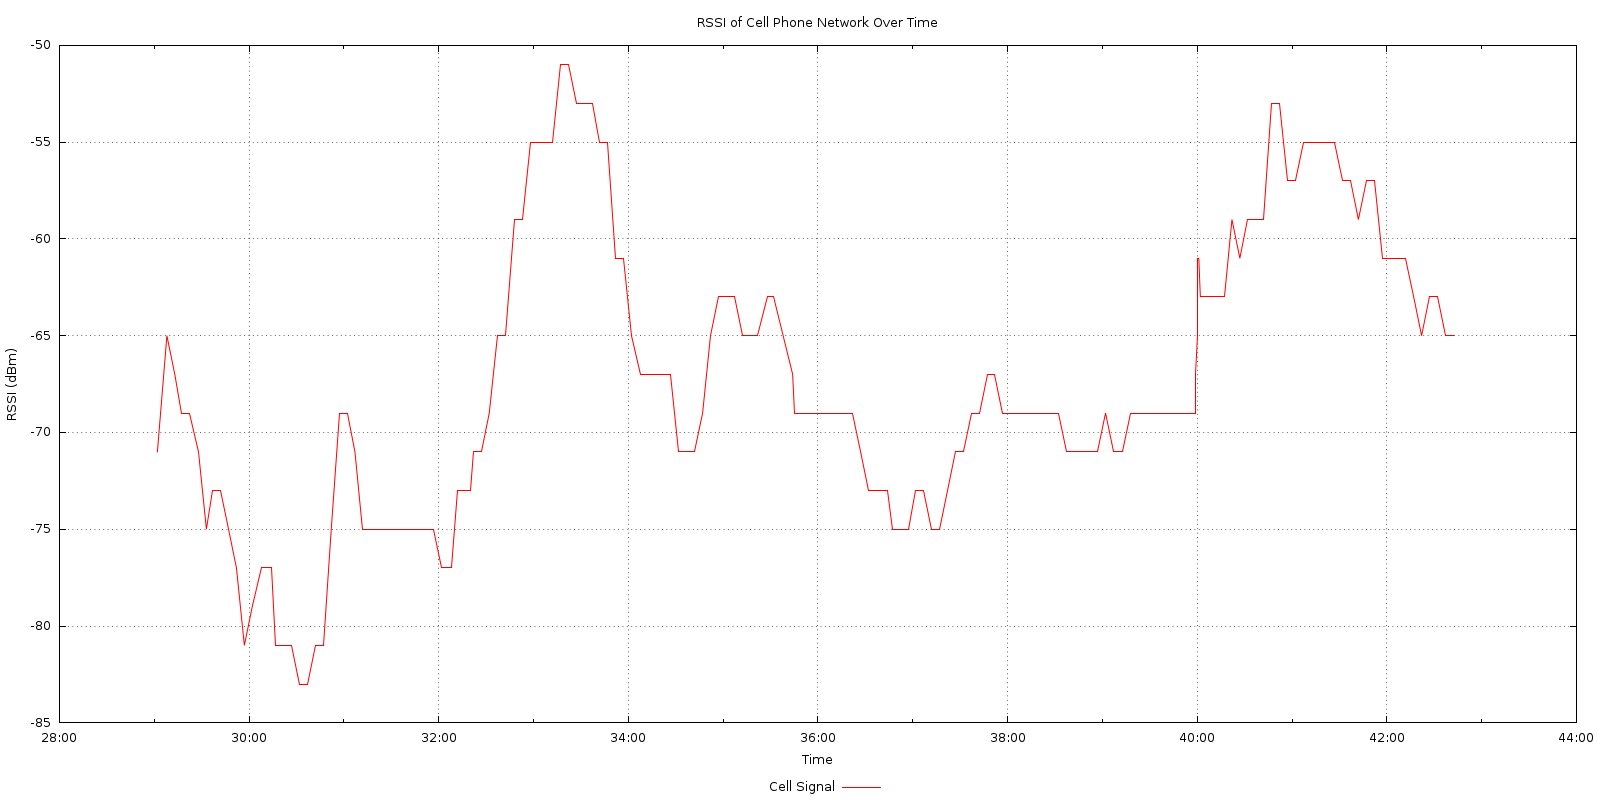 RSSI of Cell Phone Network Over Time
-50
-55
-60
-65
-70
-75
-80
-85
RSSI (dBm)
28:00 30:00 32:00 34:00 36:00 38:00 40:00 42:00 44:00
Time
Cell Signal